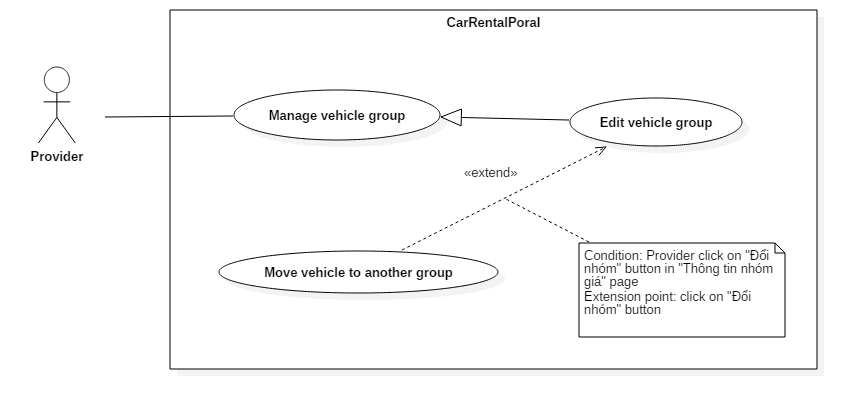 CarRentalPoral
Manage vehicle group
Edit vehicle group
Provider
«extend»
Move vehicle to another group
Condition: Provider click on "Đổi
nhóm" button in "Thông tin nhóm
giá" page
Extension point: click on "Đổi
nhóm" button